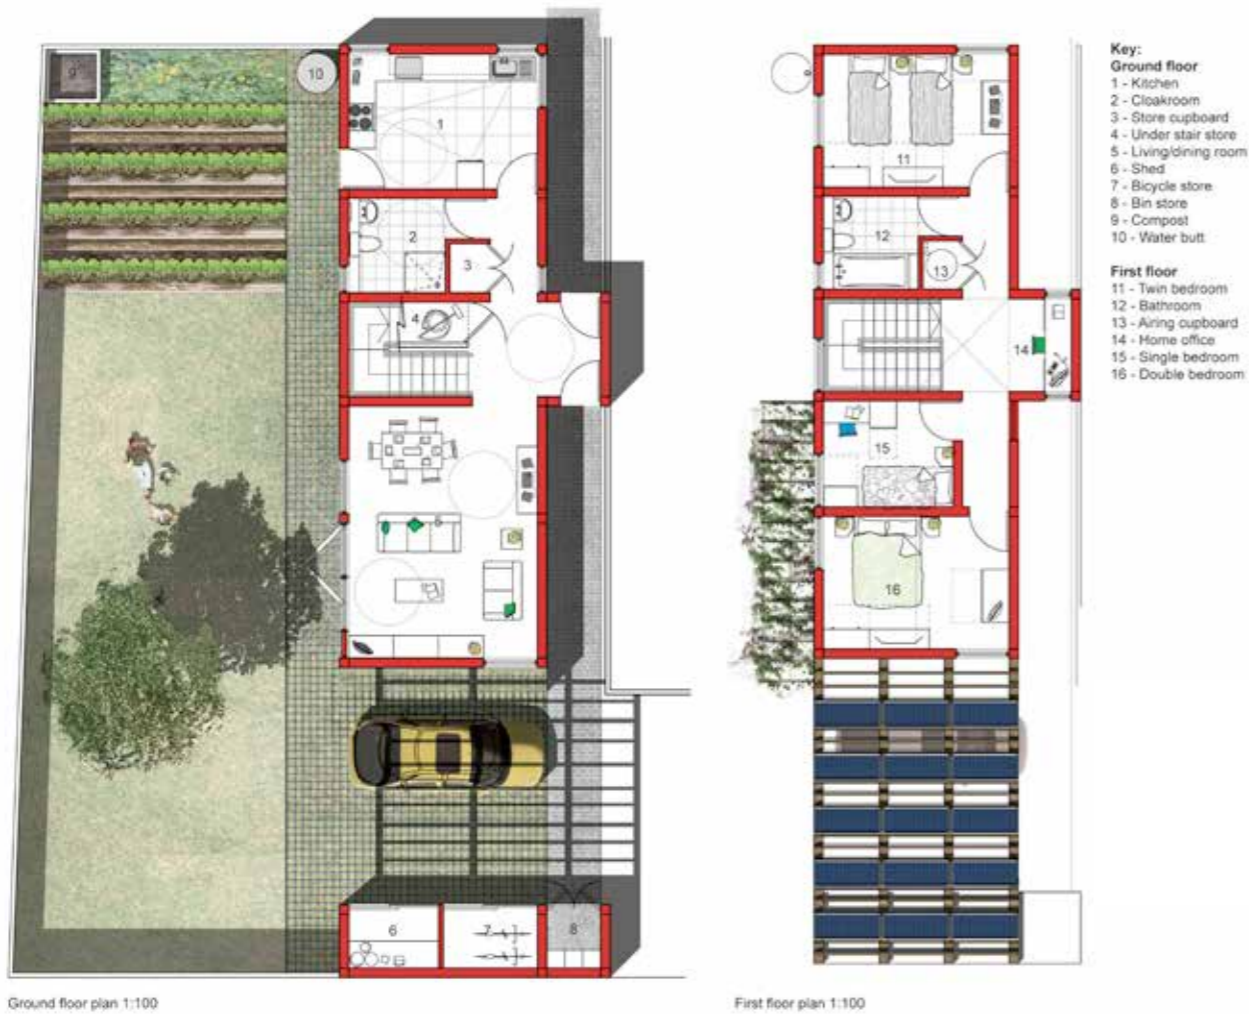 9
10
1
2
3
4
5
6
7
8
Ground floor plan 1:100
11
12
13
14
15
16
First floor plan 1:100
Key:
Ground floor
1 - Kitchen
2 - Cloakroom
3 - Store cupboard
4 - Under stair store
5 - Living/dining room
6 - Shed
7 - Bicycle store
8 - Bin store
9 - Compost
10 - Water butt
First floor
11 - Twin bedroom
12 - Bathroom
13 - Airing cupboard
14 - Home office
15 - Single bedroom
16 - Double bedroom